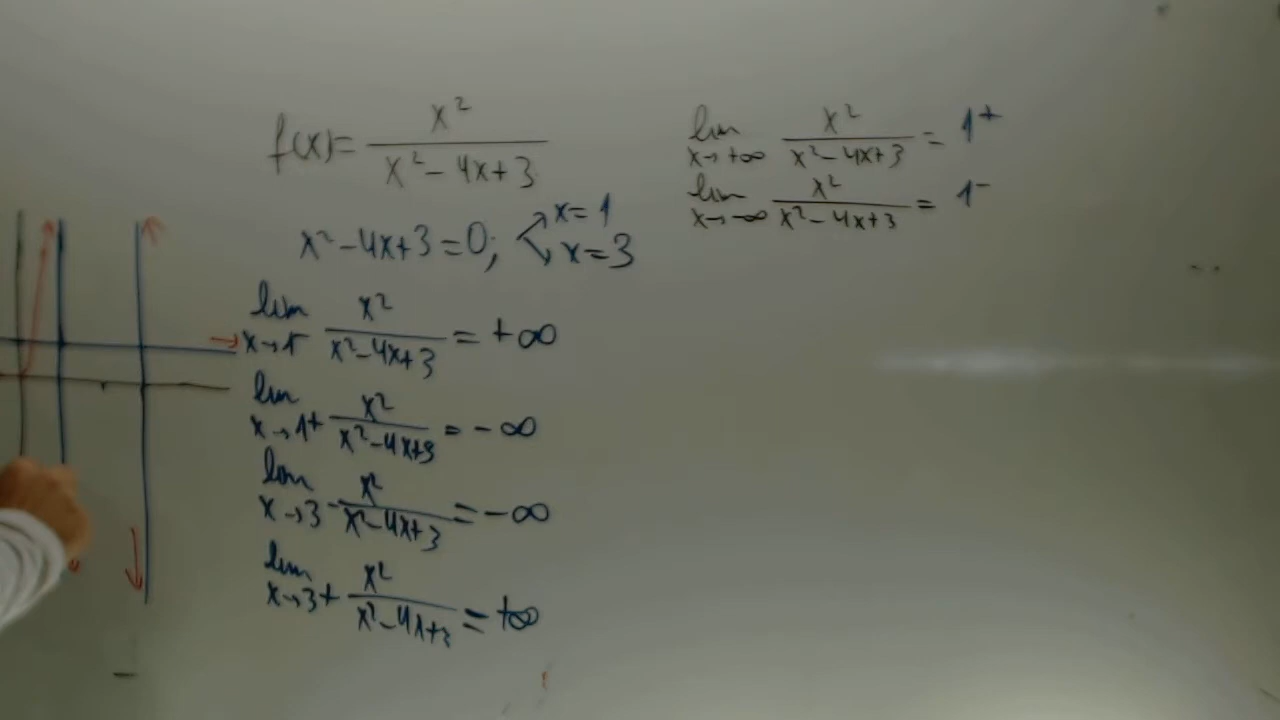 f(x)= x²/(x²-4x+3)
x²-4x+3=0; x=1
x=3
lim x→1⁻ x²/(x²-4x+3) = +∞
lim x→1+ x²/(x²-4x+3) = -∞
lim x→3- x²/(x²-4x+3) = -∞
lim x→3+ x²/(x²-4x+3) = +∞
lim x→+∞ x²/(x²-4x+3) = 1⁺
lim x→-∞ x²/(x²-4x+3) = 1⁻